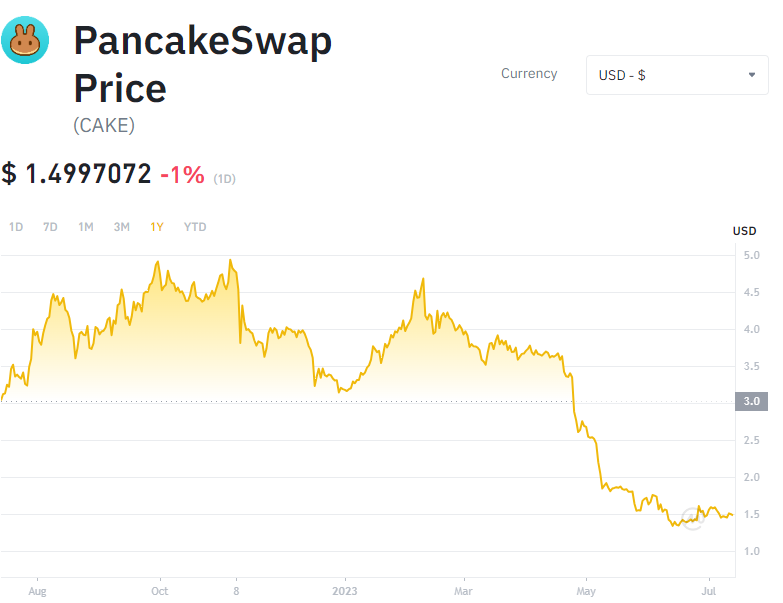 PancakeSwap
Price
(CAKE)
Currency
USD - $
$ 1.4997072 -1% (1D)
1D 7D 1M 3M 1Y YTD
USD
5.0
4.5
4.0
3.5
3.0
2.5
2.0
1.5
1.0
Aug Oct 8 2023 Mar May Jul